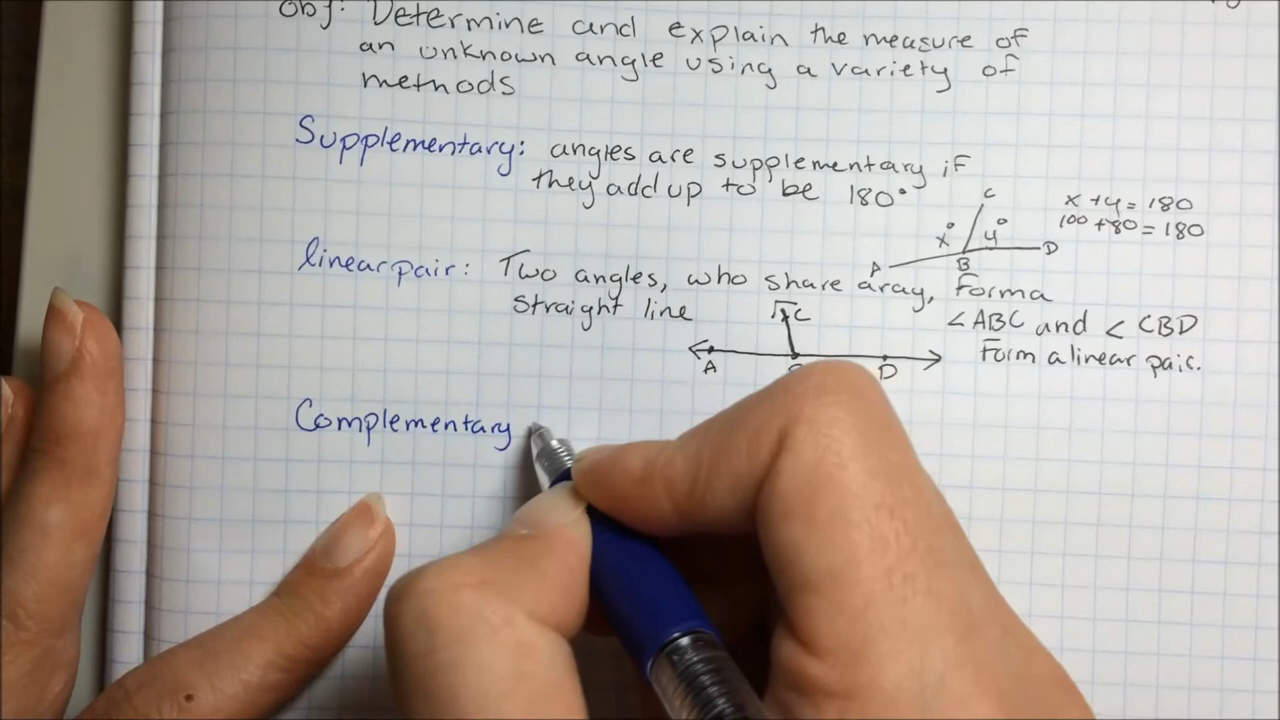 Obj: Determine and explain the measure of
an unknown angle using a variety of
methods
Supplementary: angles are supplementary if
they add up to be 180°
C
x° y°
A B D
x + y = 180
100 + 80 = 180
linear pair: Two angles, who share a ray, form a
straight line
C
A D
∠ABC and ∠CBD
Form a linear pair.
Complementary